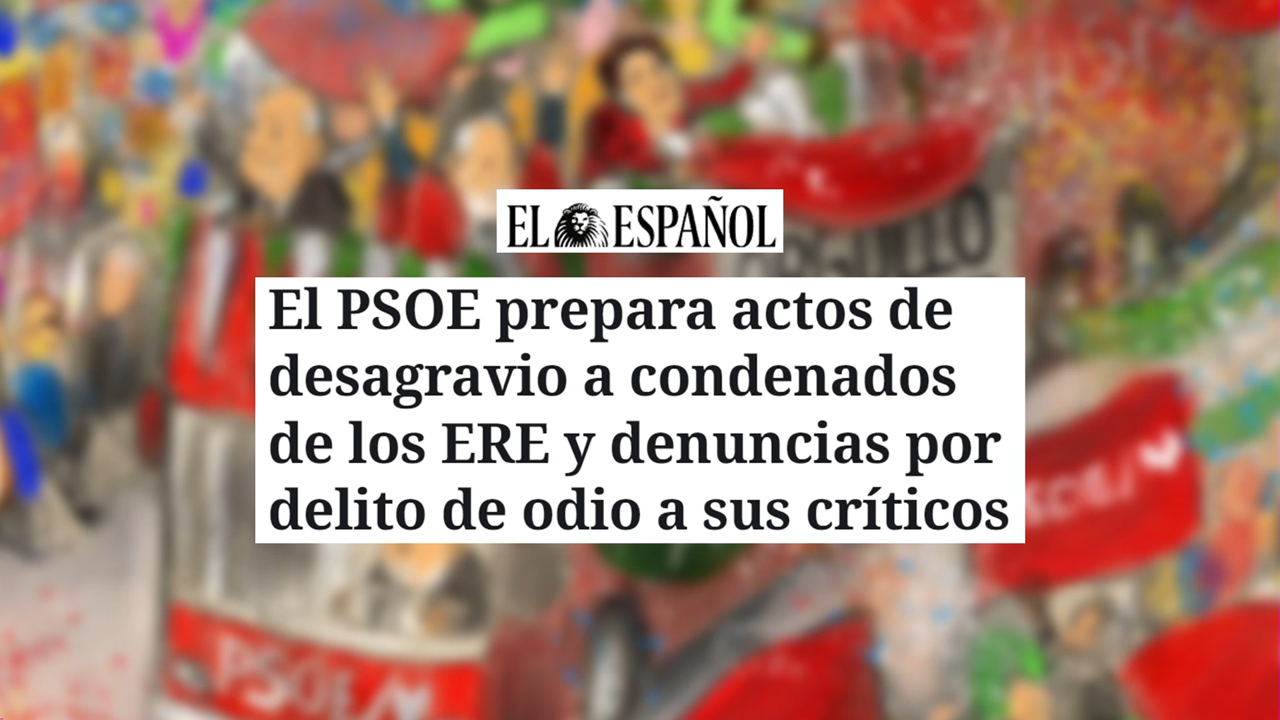 EL ESPAÑOL
El PSOE prepara actos de
desagravio a condenados
de los ERE y denuncias por
delito de odio a sus críticos
PSOE